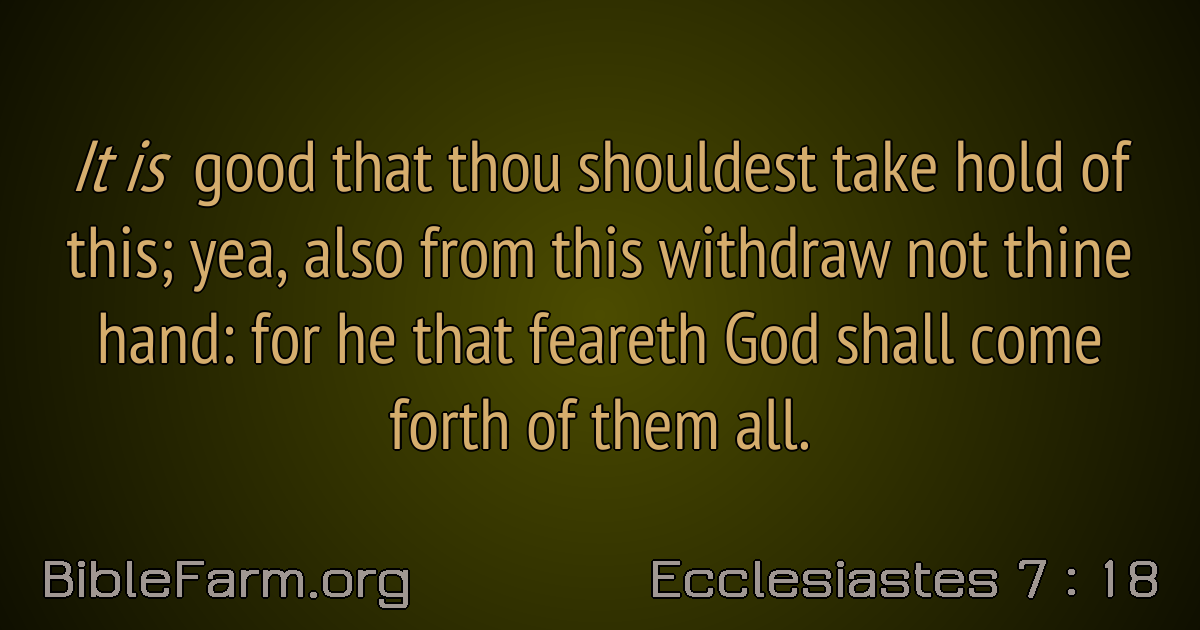 It is good that thou shouldest take hold of
this; yea, also from this withdraw not thine
hand: for he that feareth God shall come
forth of them all.
BibleFarm.org
Ecclesiastes 7 : 18